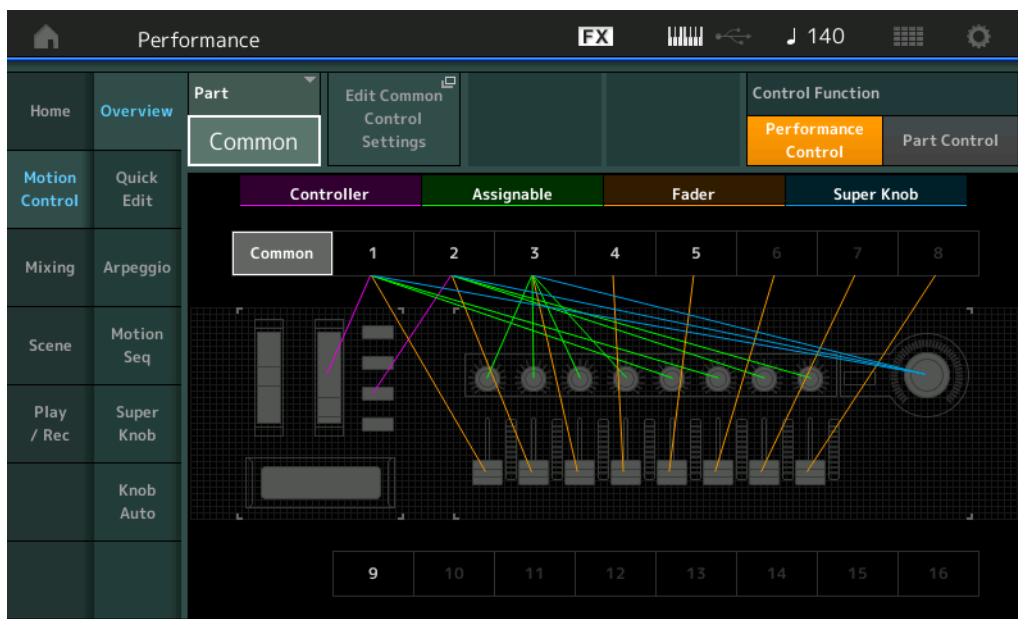 Performance
FX
140
Home
Overview
Part
Common
Edit Common
Control
Settings
Control Function
Performance
Control
Part Control
Motion
Control
Quick
Edit
Controller
Assignable
Fader
Super Knob
Mixing
Arpeggio
Common
1
2
3
4
5
6
7
8
Scene
Motion
Seq
Play
/ Rec
Super
Knob
Knob
Auto
9
10
11
12
13
14
15
16